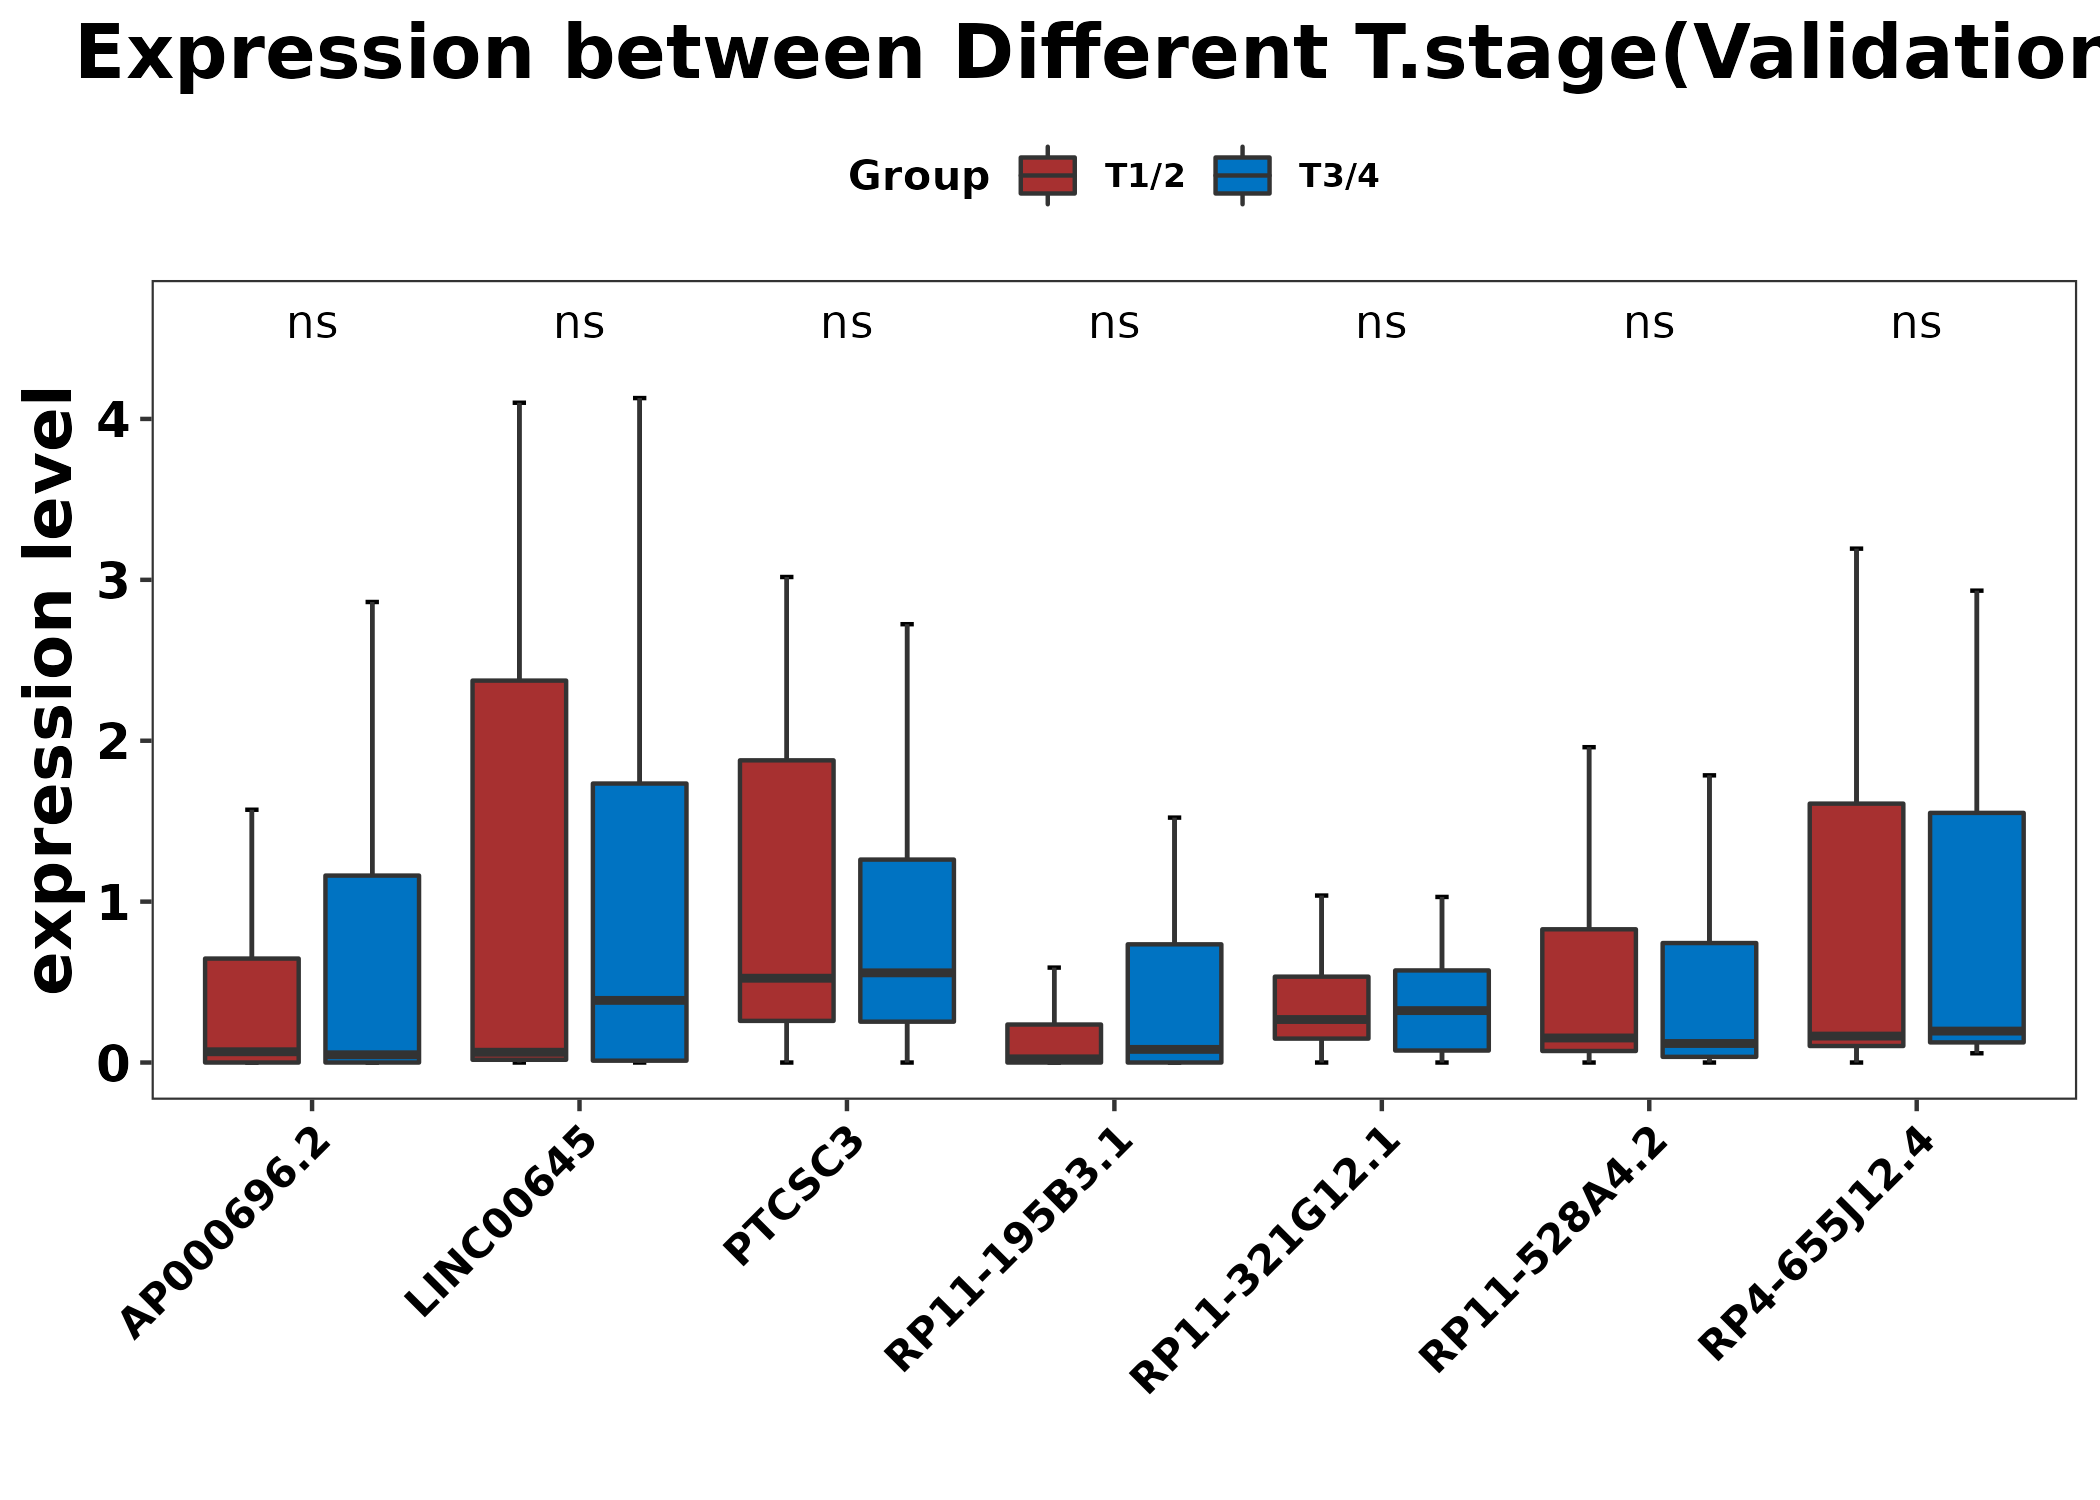 Expression between Different T.stage(Validation
Group T1/2 T3/4
ns ns ns ns ns ns ns
expression level
4
3
2
1
0
AP000696.2
LINC00645
PTCSC3
RP11-195B3.1
RP11-321G12.1
RP11-528A4.2
RP4-655J12.4